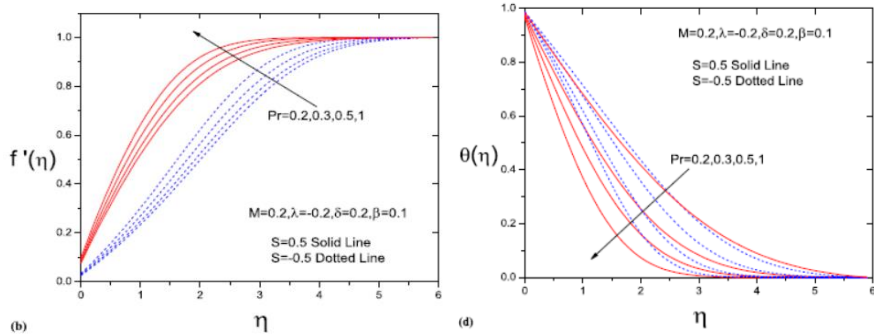 1.0
0.8
0.6
0.4
0.2
0.0
f '(η)
Pr=0.2,0.3,0.5,1
M=0.2,λ=-0.2,δ=0.2,β=0.1
S=0.5 Solid Line
S=-0.5 Dotted Line
0 1 2 3 4 5 6
η
(b)
1.0
0.8
0.6
0.4
0.2
0.0
θ(η)
M=0.2,λ=-0.2,δ=0.2,β=0.1
S=0.5 Solid Line
S=-0.5 Dotted Line
Pr=0.2,0.3,0.5,1
0 1 2 3 4 5 6
η
(d)